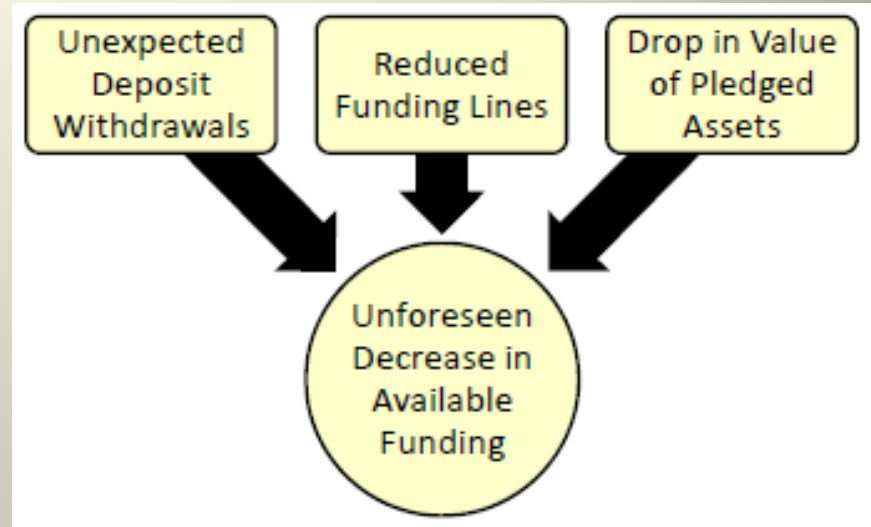 Unexpected
Deposit
Withdrawals
Reduced
Funding Lines
Drop in Value
of Pledged
Assets
Unforeseen
Decrease in
Available
Funding